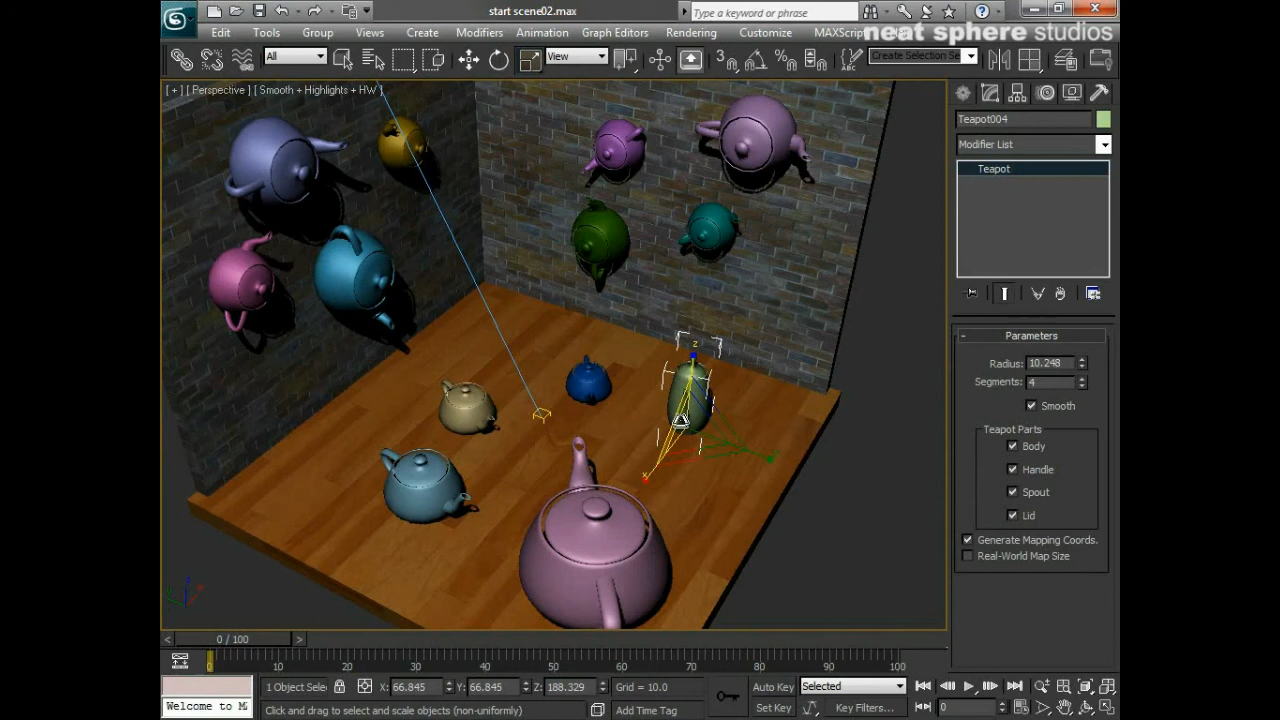 start scene02.max
Type a keyword or phrase
Edit Tools Group Views Create Modifiers Animation Graph Editors Rendering Customize MAXScript
neat sphere studios
All
View
Create Selection Se
[ + ] [ Perspective ] [ Smooth + Highlights + HW ]
Teapot004
Modifier List
Teapot
Parameters
Radius: 10.248
Segments: 4
Smooth
Teapot Parts
Body
Handle
Spout
Lid
Generate Mapping Coords.
Real-World Map Size
z
x
0 / 100
0 10 20 30 40 50 60 70 80 90 100
1 Object Sele X: 66.845 Y: 66.845 Z: 188.329 Grid = 10.0 Auto Key Selected
Welcome to M Click and drag to select and scale objects (non-uniformly) Add Time Tag Set Key Key Filters... 0